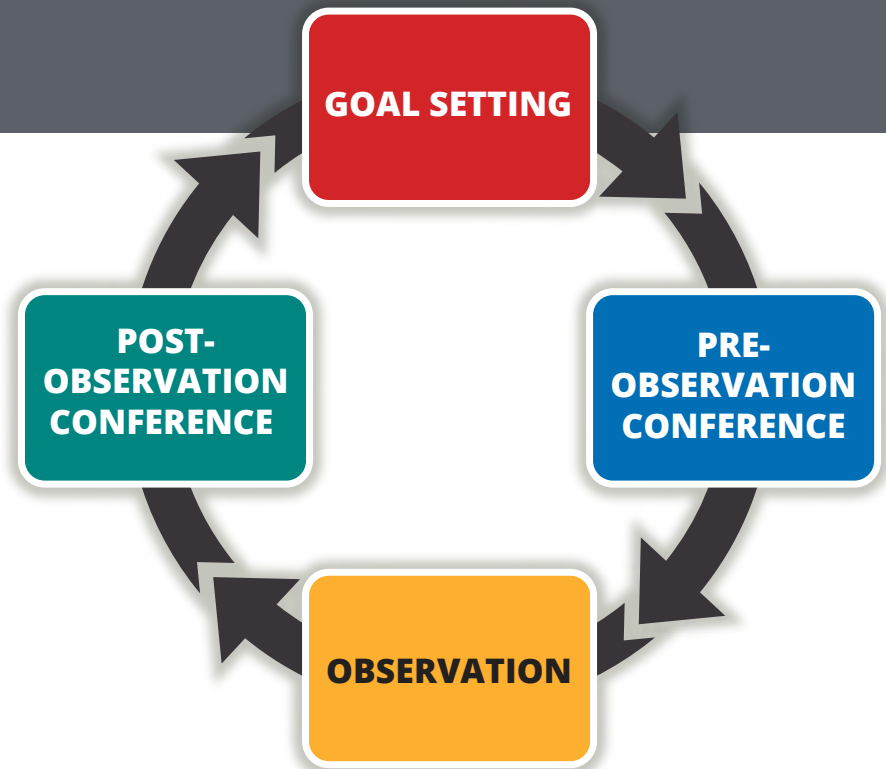 GOAL SETTING
PRE-
OBSERVATION
CONFERENCE
OBSERVATION
POST-
OBSERVATION
CONFERENCE